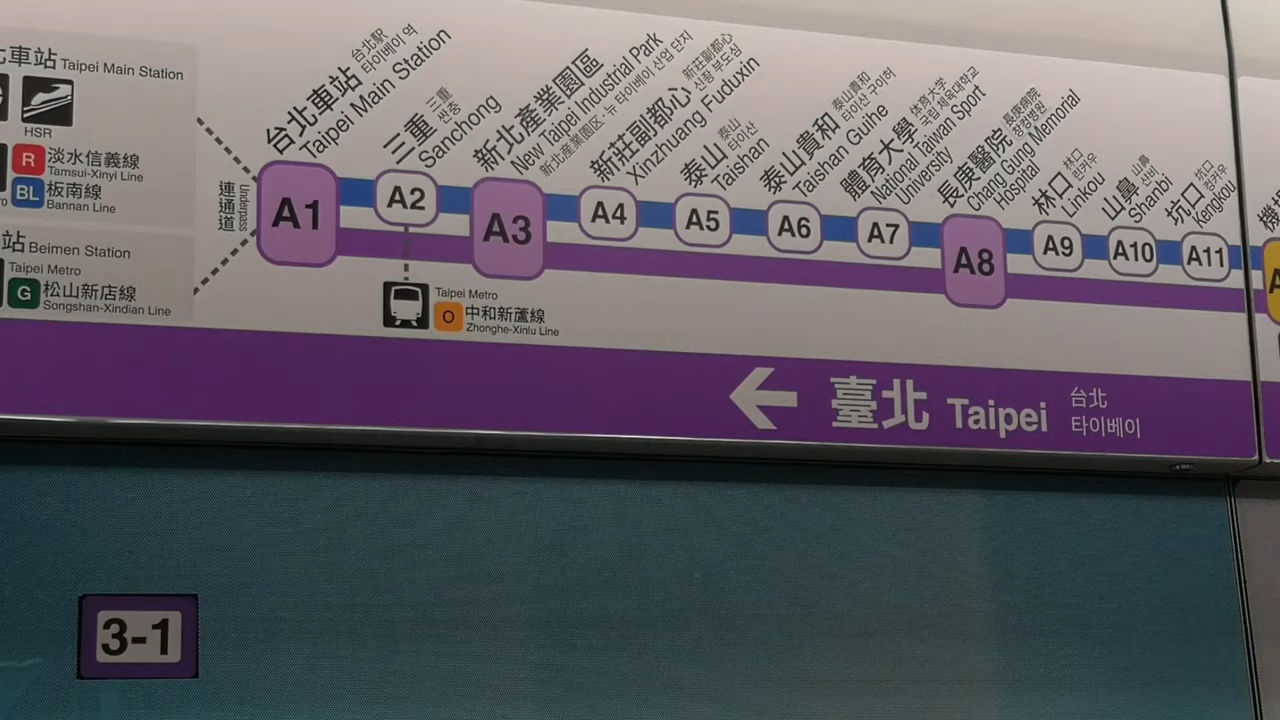 車站 Taipei Main Station
HSR
R 淡水信義線
Tamsui-Xinyi Line
BL 板南線
Bannan Line
站 Beimen Station
Taipei Metro
G 松山新店線
Songshan-Xindian Line
連通道
Underpass
A1
台北車站 台北駅
타이베이 역
Taipei Main Station
A2
三重 三重
싼충
Sanchong
Taipei Metro
O 中和新蘆線
Zhonghe-Xinlu Line
A3
新北產業園區
New Taipei Industrial Park
新北産業園区 · 뉴 타이베이 산업 단지
A4
新莊副都心 新荘副都心
신장 부도심
Xinzhuang Fuduxin
A5
泰山 泰山
타이산
Taishan
A6
泰山貴和 泰山貴和
타이산 구이허
Taishan Guihe
A7
體育大學 体育大学
국립 체육대학교
National Taiwan Sport
University
A8
長庚醫院 長庚病院
창겅병원
Chang Gung Memorial
Hospital
A9
林口 林口
린커우
Linkou
A10
山鼻 山鼻
산비
Shanbi
A11
坑口 坑口
컹커우
Kengkou
← 臺北 Taipei 台北
타이베이
3-1